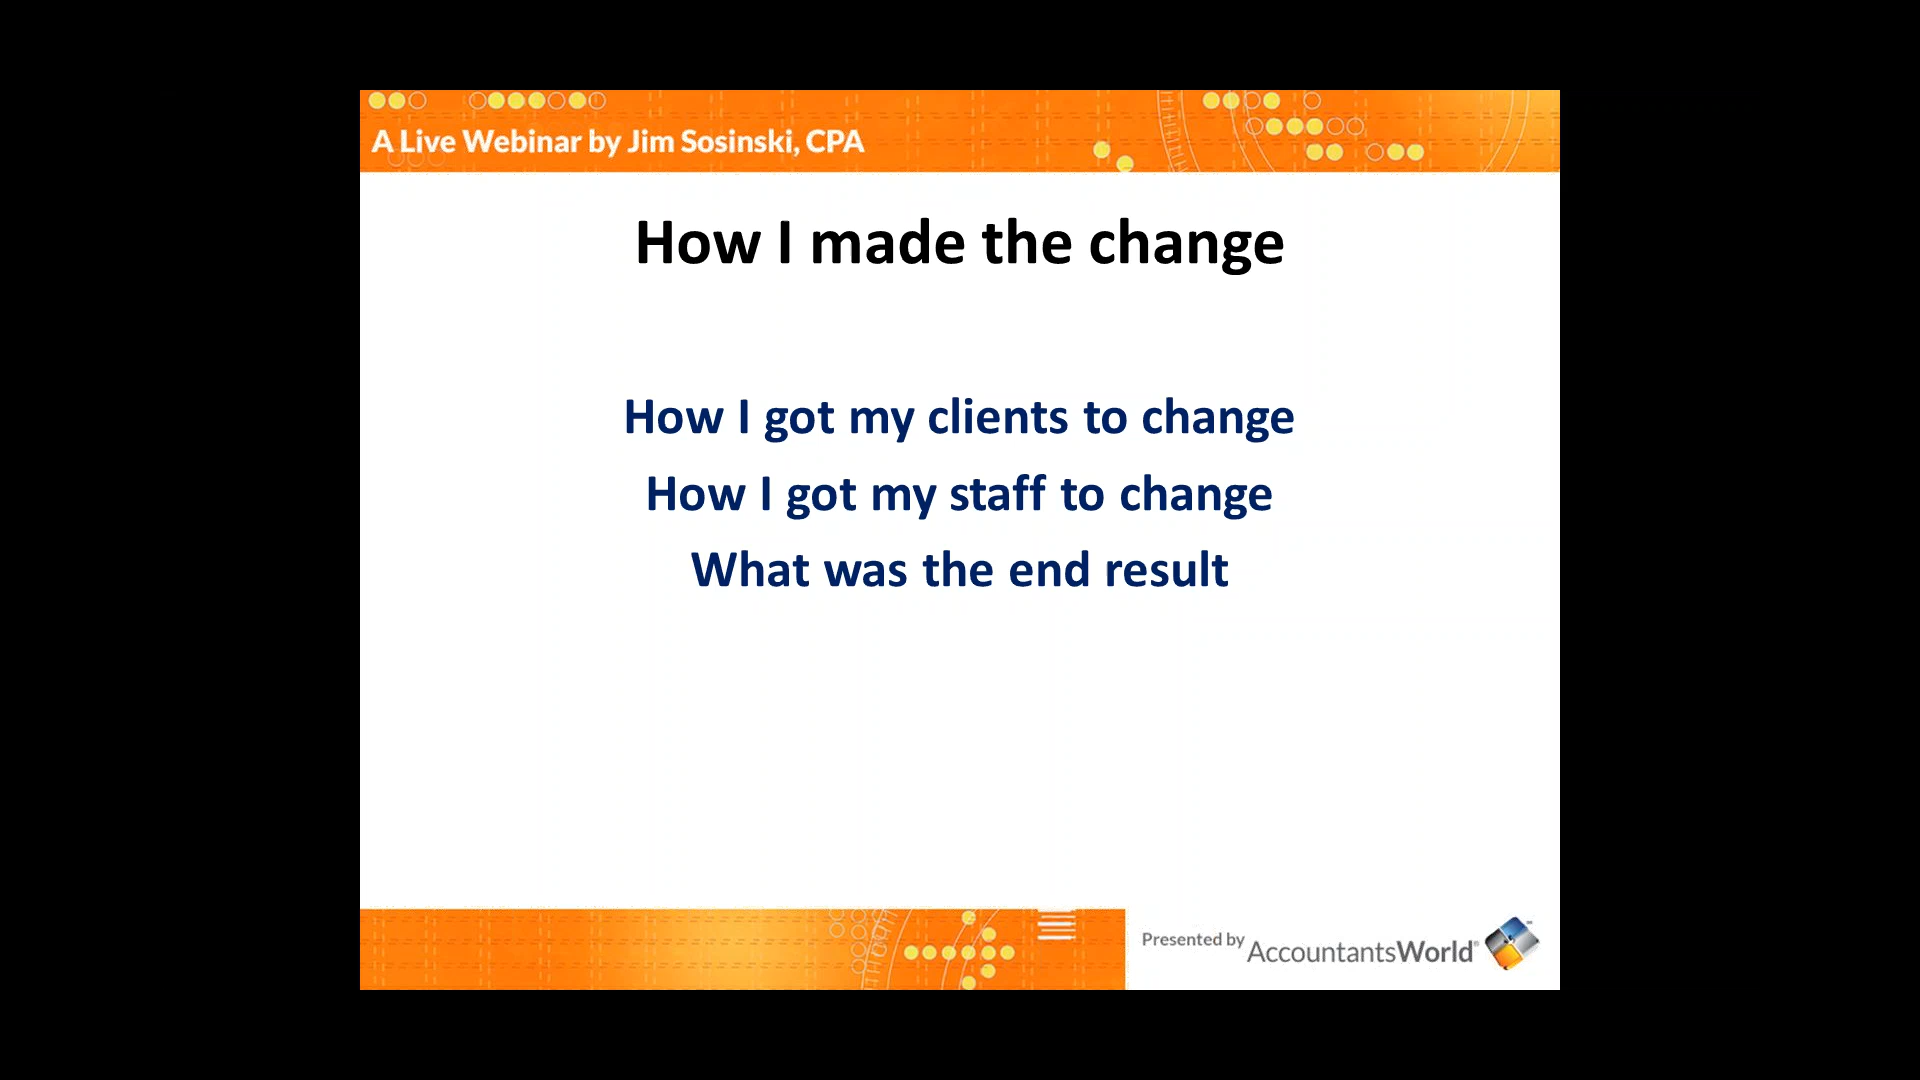 A Live Webinar by Jim Sosinski, CPA
How I made the change
How I got my clients to change
How I got my staff to change
What was the end result
Presented by AccountantsWorld®